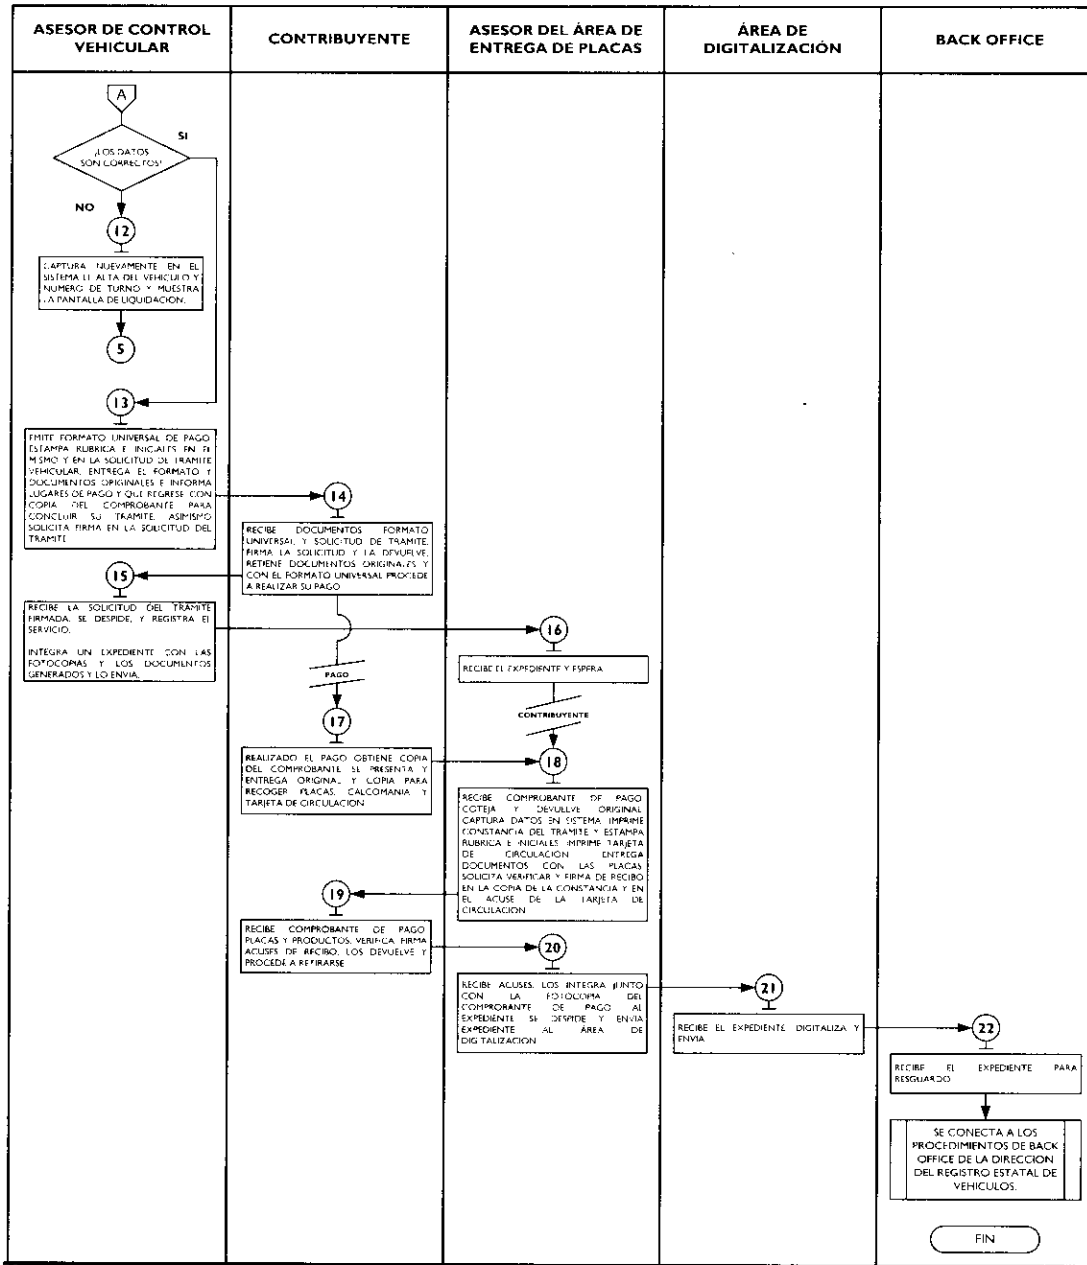 ASESOR DE CONTROL
VEHICULAR
CONTRIBUYENTE
ASESOR DEL ÁREA DE
ENTREGA DE PLACAS
ÁREA DE
DIGITALIZACIÓN
BACK OFFICE
A
¿LOS DATOS
SON CORRECTOS?
SI
NO
12
CAPTURA NUEVAMENTE EN EL
SISTEMA EL ALTA DEL VEHICULO Y
NUMERO DE TURNO Y MUESTRA
LA PANTALLA DE LIQUIDACION.
5
13
EMITE FORMATO UNIVERSAL DE PAGO
ESTAMPA RUBRICA E INICIALES EN EL
MISMO Y EN LA SOLICITUD DE TRAMITE
VEHICULAR, ENTREGA EL FORMATO Y
DOCUMENTOS ORIGINALES E INFORMA
LUGARES DE PAGO Y QUE REGRESE CON
COPIA DEL COMPROBANTE PARA
CONCLUIR SU TRAMITE. ASIMISMO
SOLICITA FIRMA EN LA SOLICITUD DEL
TRAMITE
14
RECIBE DOCUMENTOS FORMATO
UNIVERSAL Y SOLICITUD DE TRAMITE,
FIRMA LA SOLICITUD Y LA DEVUELVE,
RETIENE DOCUMENTOS ORIGINALES Y
CON EL FORMATO UNIVERSAL PROCEDE
A REALIZAR SU PAGO
15
RECIBE LA SOLICITUD DEL TRAMITE
FIRMADA, SE DESPIDE, Y REGISTRA EL
SERVICIO.
INTEGRA UN EXPEDIENTE CON LAS
FOTOCOPIAS Y LOS DOCUMENTOS
GENERADOS Y LO ENVIA.
16
RECIBE EL EXPEDIENTE Y ESPERA
PAGO
CONTRIBUYENTE
17
REALIZADO EL PAGO OBTIENE COPIA
DEL COMPROBANTE SE PRESENTA Y
ENTREGA ORIGINAL Y COPIA PARA
RECOGER PLACAS, CALCOMANIA Y
TARJETA DE CIRCULACION
18
RECIBE COMPROBANTE DE PAGO
COTEJA Y DEVUELVE ORIGINAL
CAPTURA DATOS EN SISTEMA IMPRIME
CONSTANCIA DEL TRAMITE Y ESTAMPA
RUBRICA E INICIALES IMPRIME TARJETA
DE CIRCULACION ENTREGA
DOCUMENTOS CON LAS PLACAS
SOLICITA VERIFICAR Y FIRMA DE RECIBO
EN LA COPIA DE LA CONSTANCIA Y EN
EL ACUSE DE LA TARJETA DE
CIRCULACION
19
RECIBE COMPROBANTE DE PAGO
PLACAS Y PRODUCTOS, VERIFICA, FIRMA
ACUSES DE RECIBO, LOS DEVUELVE Y
PROCEDE A RETIRARSE
20
RECIBE ACUSES, LOS INTEGRA JUNTO
CON LA FOTOCOPIA DEL
COMPROBANTE DE PAGO AL
EXPEDIENTE SE DESPIDE Y ENVIA
EXPEDIENTE AL ÁREA DE
DIGITALIZACION
21
RECIBE EL EXPEDIENTE DIGITALIZA Y
ENVIA
22
RECIBE EL EXPEDIENTE PARA
RESGUARDO
SE CONECTA A LOS
PROCEDIMIENTOS DE BACK
OFFICE DE LA DIRECCION
DEL REGISTRO ESTATAL DE
VEHICULOS.
FIN